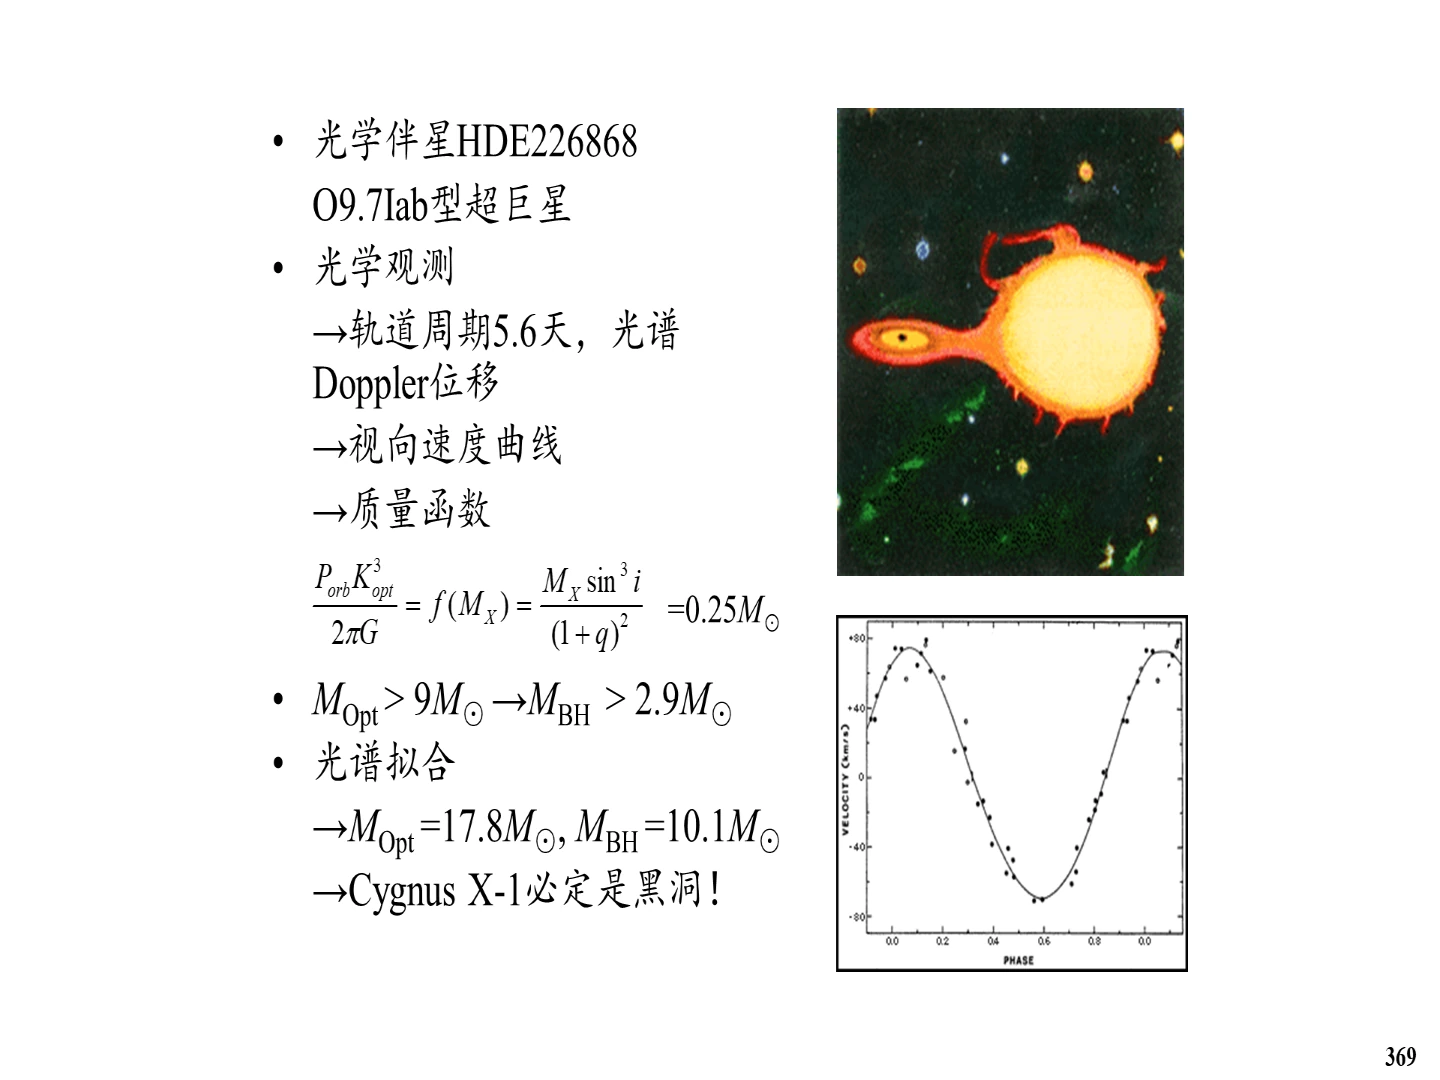 • 光学伴星HDE226868
O9.7Iab型超巨星
• 光学观测
→轨道周期5.6天，光谱
Doppler位移
→视向速度曲线
→质量函数
P_orb K_opt^3 / 2πG = f(M_X) = M_X sin^3 i / (1+q)^2 =0.25M⊙
• M_Opt > 9M⊙ →M_BH > 2.9M⊙
• 光谱拟合
→M_Opt =17.8M⊙, M_BH =10.1M⊙
→Cygnus X-1必定是黑洞！
+80
+40
0
-40
-80
VELOCITY (km/s)
0.0 0.2 0.4 0.6 0.8 0.0
PHASE
369